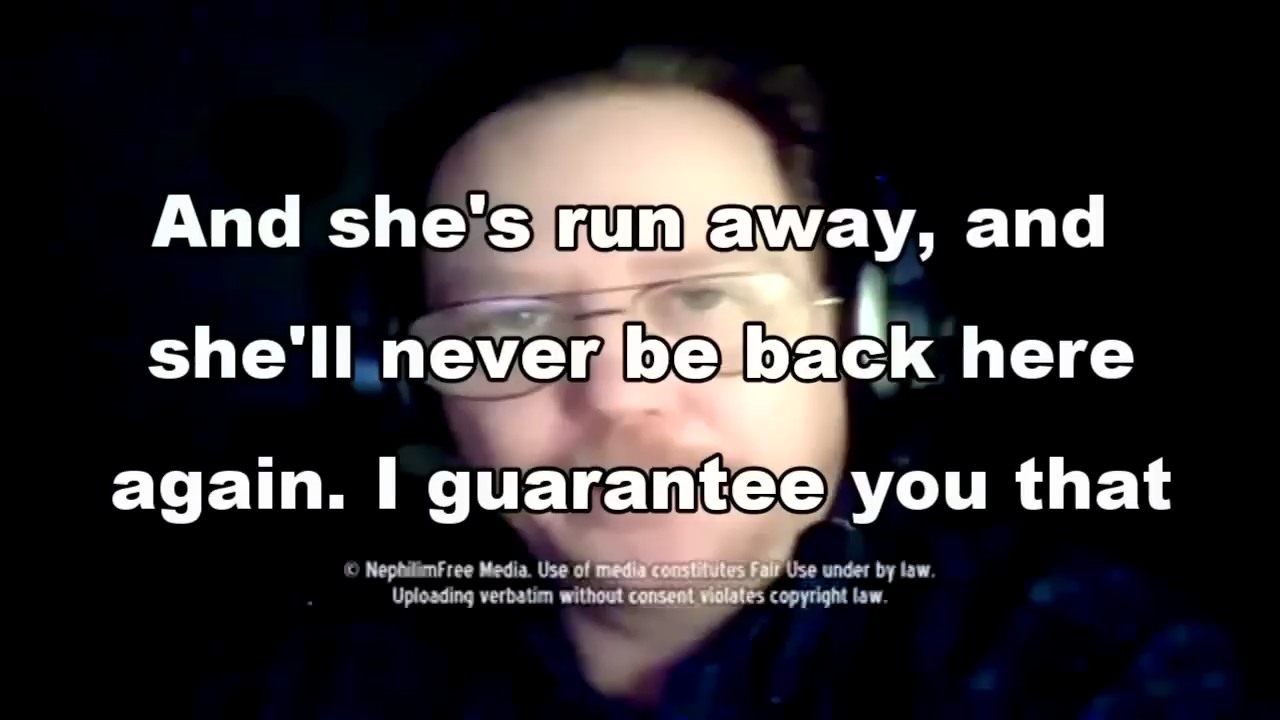 And she's run away, and
she'll never be back here
again. I guarantee you that
© NephilimFree Media. Use of media constitutes Fair Use under by law.
Uploading verbatim without consent violates copyright law.